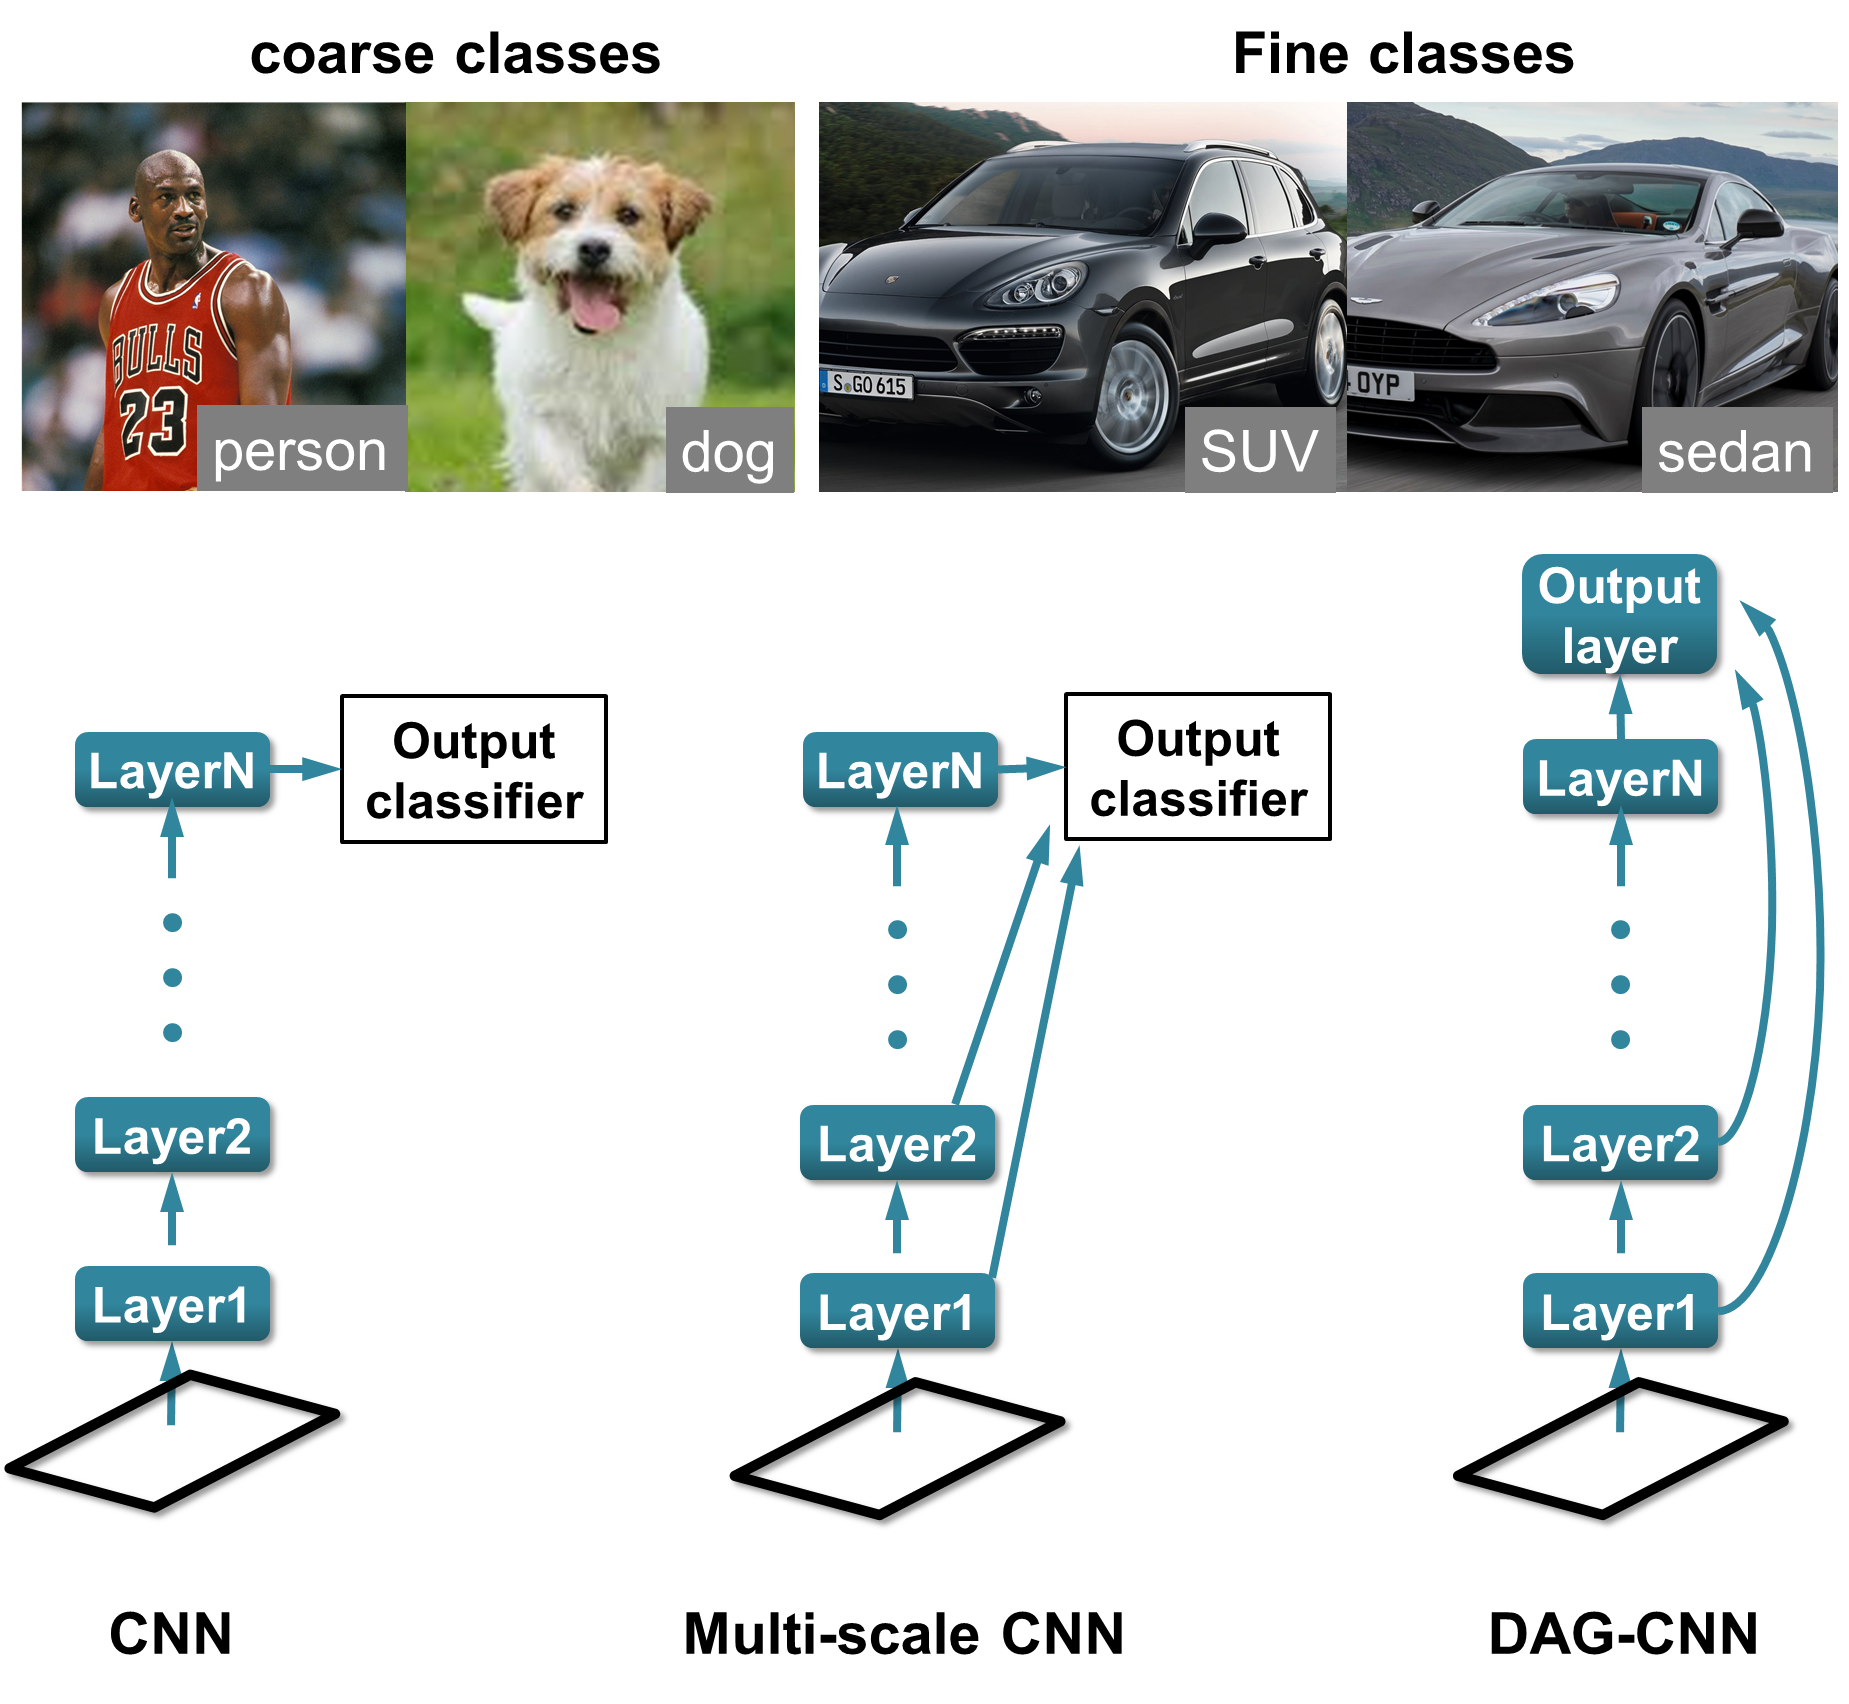 coarse classes
Fine classes
BULLS
23
person
dog
S GO 615
SUV
OYP
sedan
LayerN
Output
classifier
Layer2
Layer1
CNN
LayerN
Output
classifier
Layer2
Layer1
Multi-scale CNN
Output
layer
LayerN
Layer2
Layer1
DAG-CNN